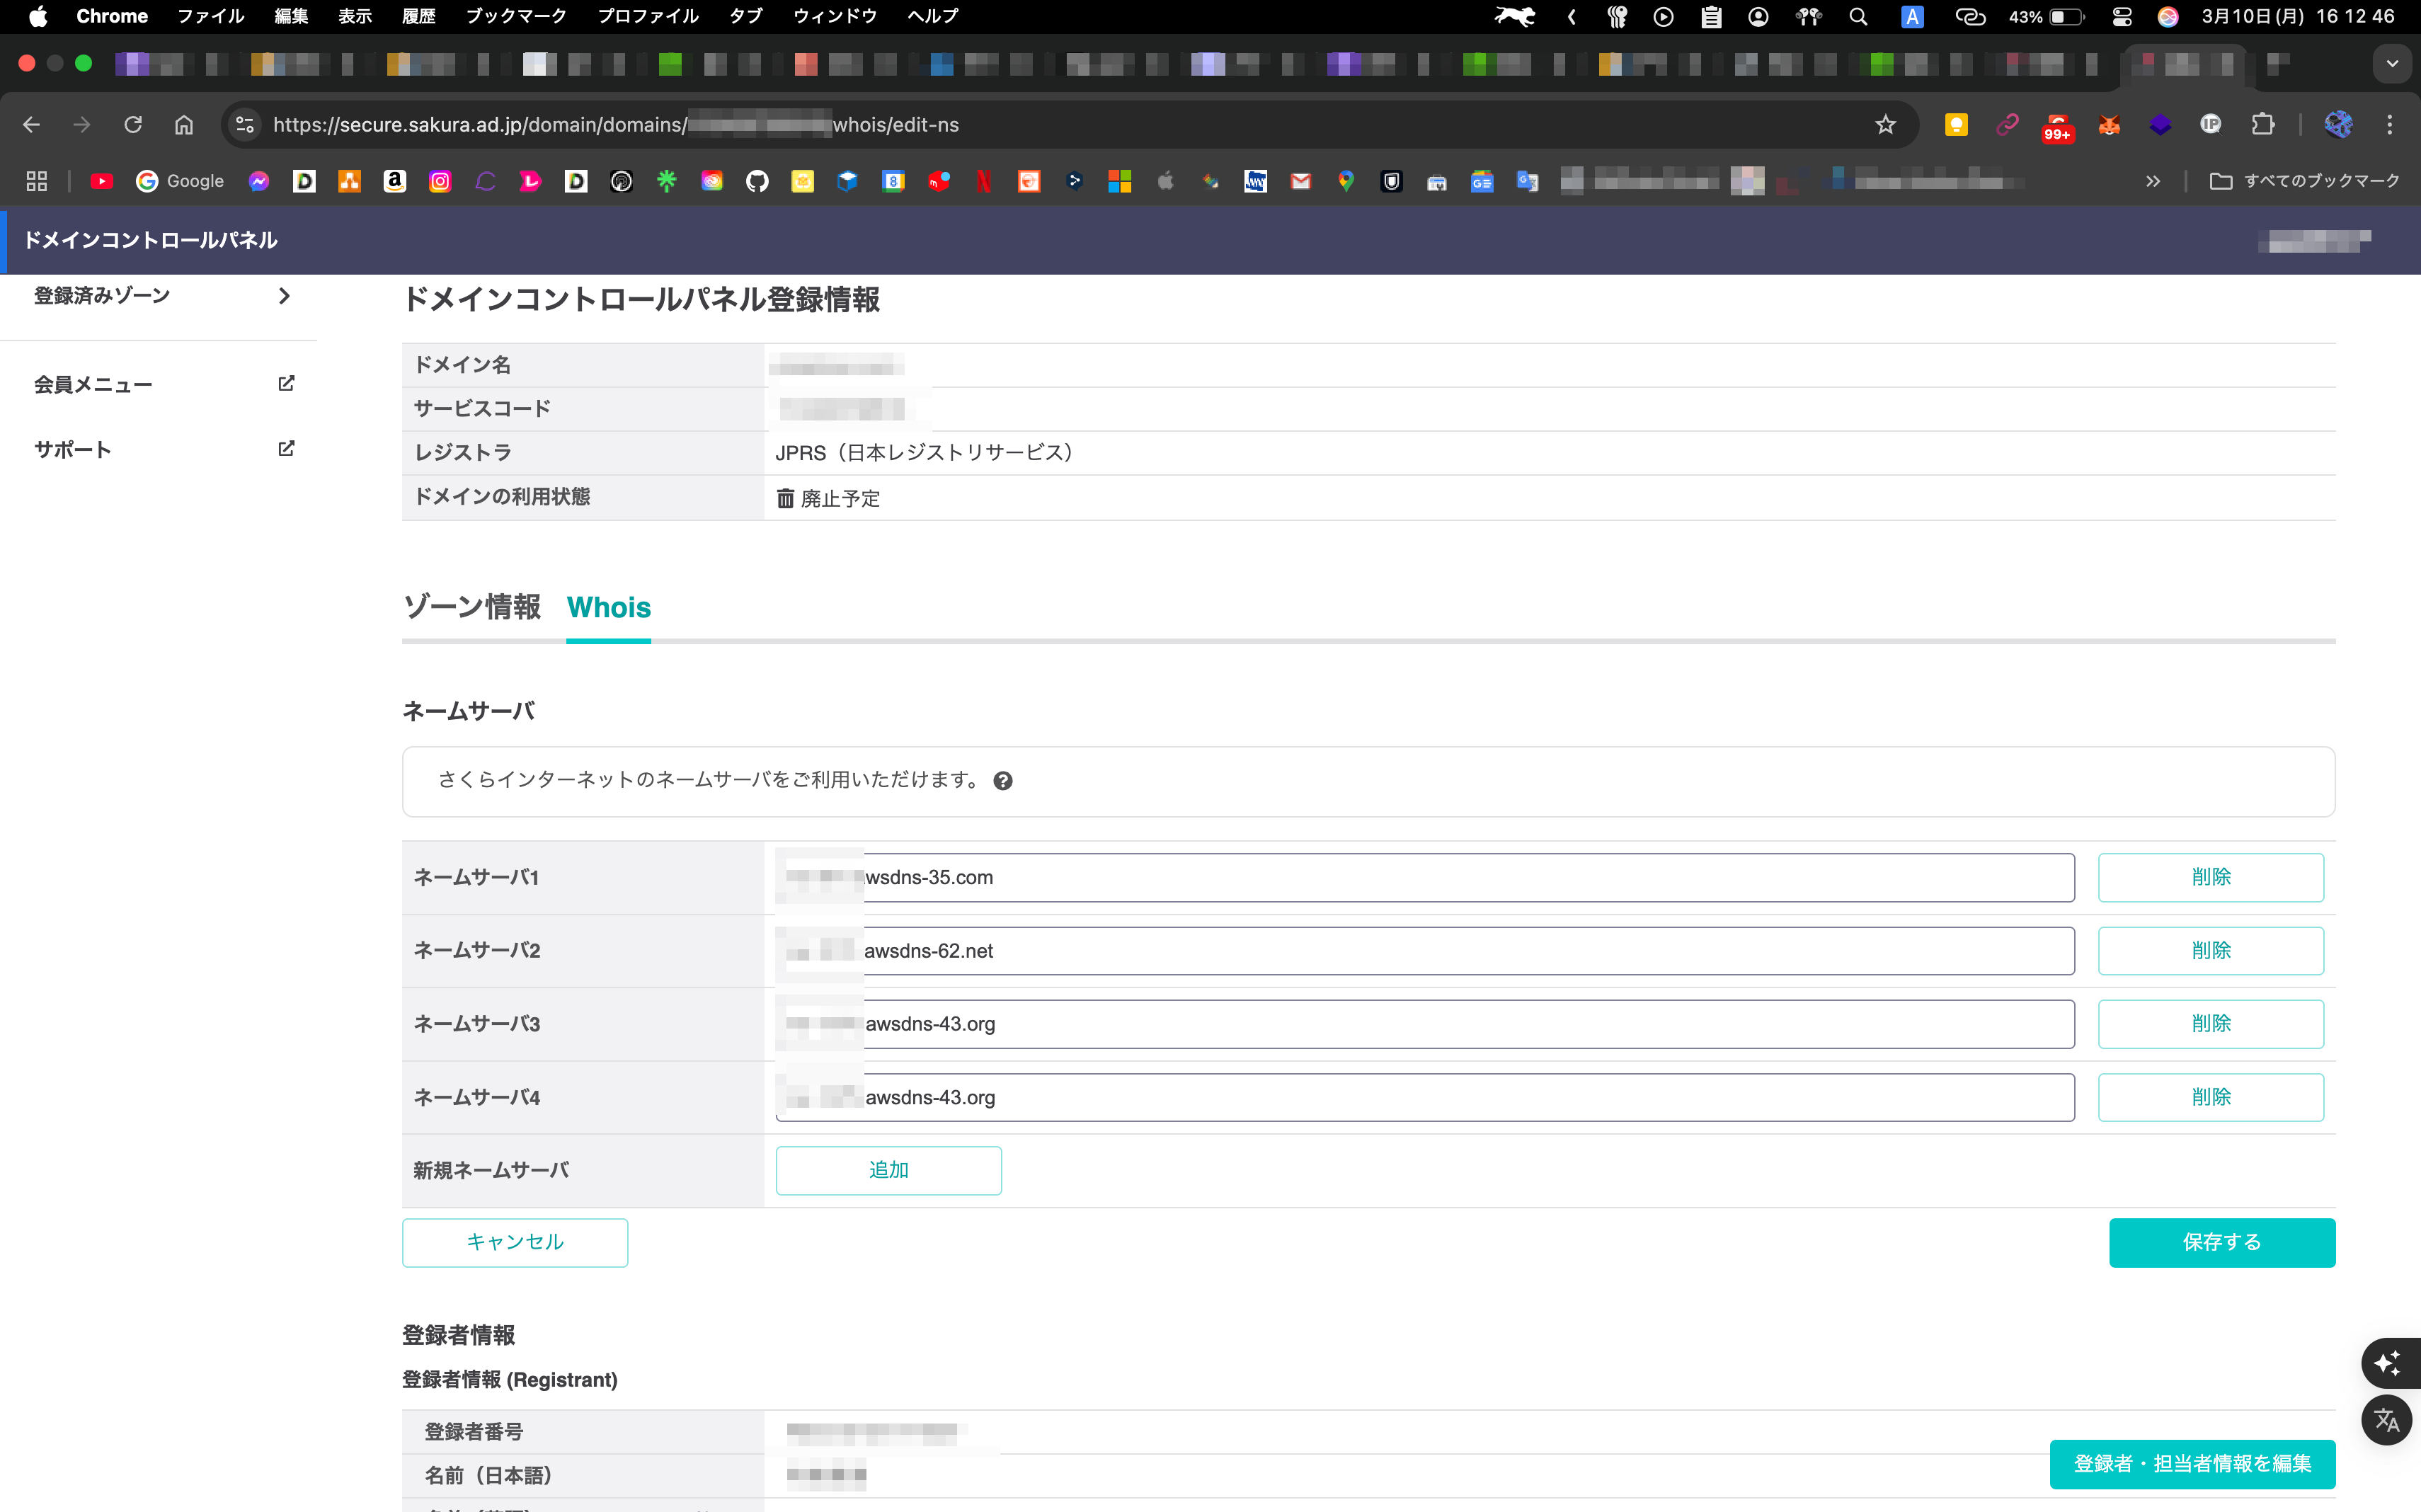 Chrome ファイル 編集 表示 履歴 ブックマーク プロファイル タブ ウィンドウ ヘルプ A 43% 3月10日(月) 16 12 46
https://secure.sakura.ad.jp/domain/domains/ whois/edit-ns 99+
Google すべてのブックマーク
ドメインコントロールパネル
登録済みゾーン
会員メニュー
サポート
ドメインコントロールパネル登録情報
ドメイン名
サービスコード
レジストラ JPRS（日本レジストリサービス）
ドメインの利用状態 廃止予定
ゾーン情報 Whois
ネームサーバ
さくらインターネットのネームサーバをご利用いただけます。
ネームサーバ1 wsdns-35.com 削除
ネームサーバ2 awsdns-62.net 削除
ネームサーバ3 awsdns-43.org 削除
ネームサーバ4 awsdns-43.org 削除
新規ネームサーバ 追加
キャンセル 保存する
登録者情報
登録者情報 (Registrant)
登録者番号
名前（日本語） 登録者・担当者情報を編集